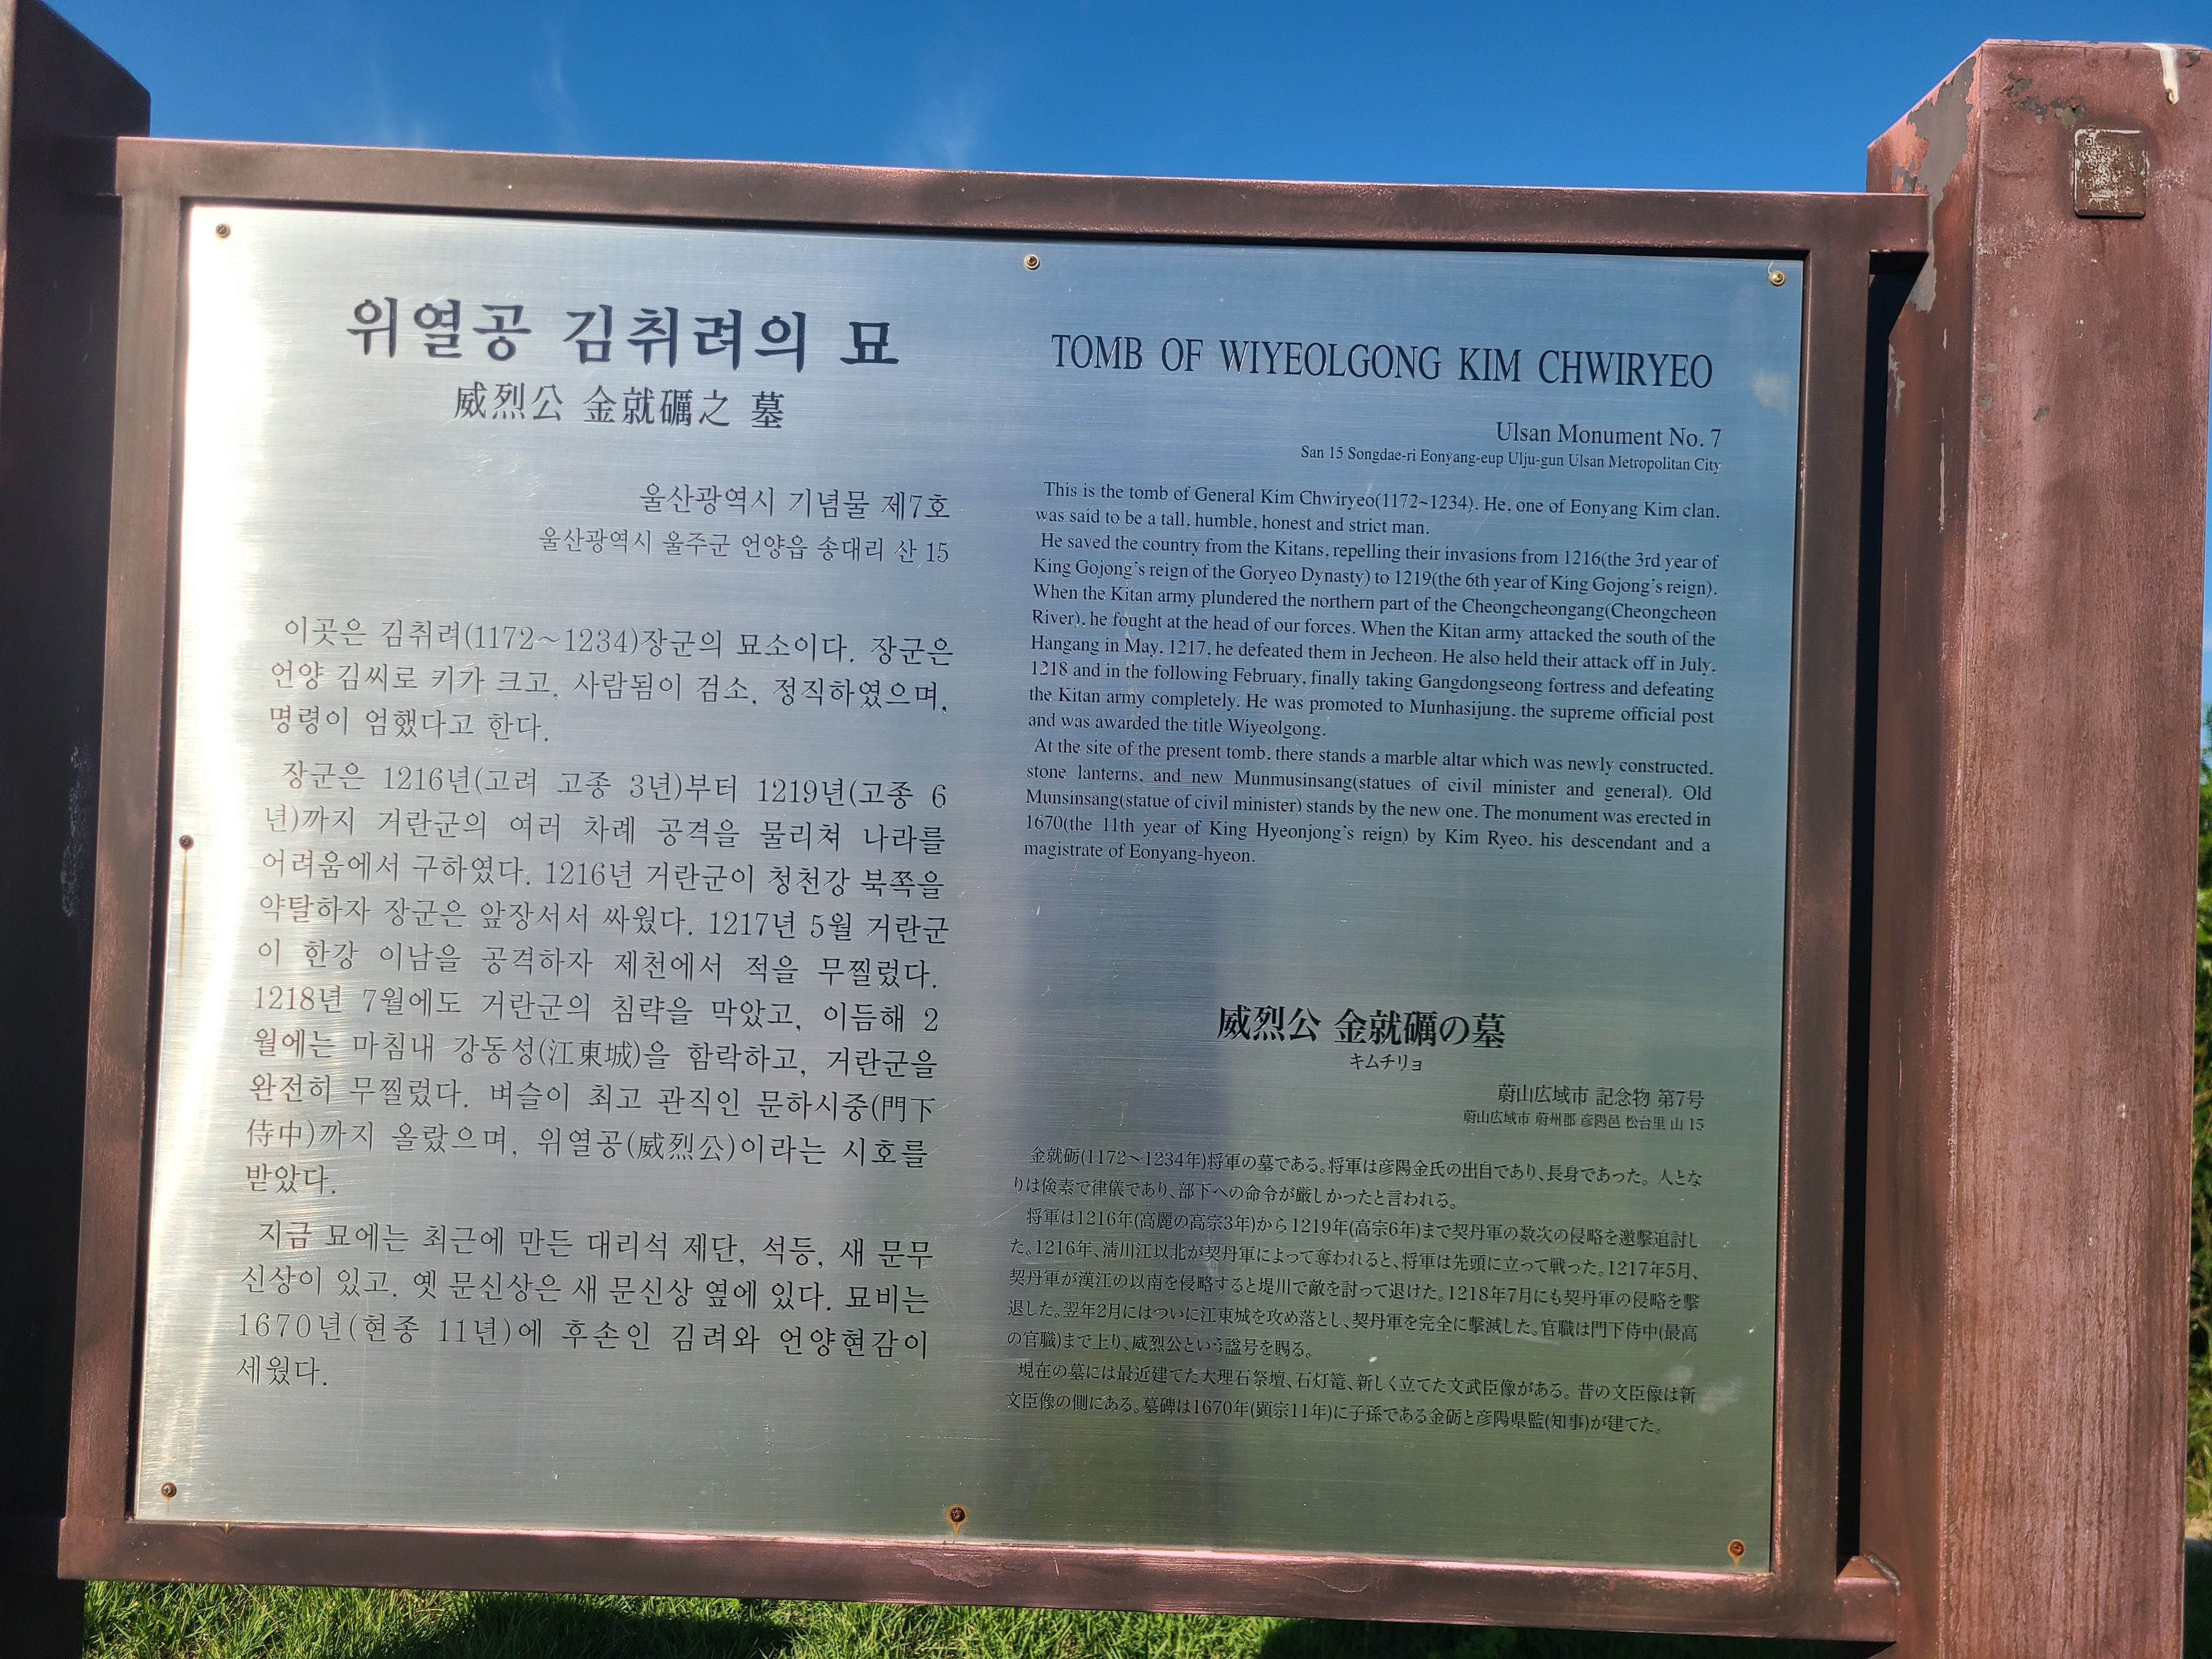 위열공 김취려의 묘
威烈公 金就礪之 墓
울산광역시 기념물 제7호
울산광역시 울주군 언양읍 송대리 산 15
이곳은 김취려(1172~1234)장군의 묘소이다. 장군은
언양 김씨로 키가 크고, 사람됨이 검소, 정직하였으며,
명령이 엄했다고 한다.
장군은 1216년(고려 고종 3년)부터 1219년(고종 6
년)까지 거란군의 여러 차례 공격을 물리쳐 나라를
어려움에서 구하였다. 1216년 거란군이 청천강 북쪽을
약탈하자 장군은 앞장서서 싸웠다. 1217년 5월 거란군
이 한강 이남을 공격하자 제천에서 적을 무찔렀다.
1218년 7월에도 거란군의 침략을 막았고, 이듬해 2
월에는 마침내 강동성(江東城)을 함락하고, 거란군을
완전히 무찔렀다. 벼슬이 최고 관직인 문하시중(門下
侍中)까지 올랐으며, 위열공(威烈公)이라는 시호를
받았다.
지금 묘에는 최근에 만든 대리석 제단, 석등, 새 문무
신상이 있고, 옛 문신상은 새 문신상 옆에 있다. 묘비는
1670년(현종 11년)에 후손인 김려와 언양현감이
세웠다.
TOMB OF WIYEOLGONG KIM CHWIRYEO
Ulsan Monument No. 7
San 15 Songdae-ri Eonyang-eup Ulju-gun Ulsan Metropolitan City
This is the tomb of General Kim Chwiryeo(1172~1234). He, one of Eonyang Kim clan,
was said to be a tall, humble, honest and strict man.
He saved the country from the Kitans, repelling their invasions from 1216(the 3rd year of
King Gojong's reign of the Goryeo Dynasty) to 1219(the 6th year of King Gojong's reign).
When the Kitan army plundered the northern part of the Cheongcheongang(Cheongcheon
River), he fought at the head of our forces. When the Kitan army attacked the south of the
Hangang in May, 1217, he defeated them in Jecheon. He also held their attack off in July,
1218 and in the following February, finally taking Gangdongseong fortress and defeating
the Kitan army completely. He was promoted to Munhasijung, the supreme official post
and was awarded the title Wiyeolgong.
At the site of the present tomb, there stands a marble altar which was newly constructed,
stone lanterns, and new Munmusinsang(statues of civil minister and general). Old
Munsinsang(statue of civil minister) stands by the new one. The monument was erected in
1670(the 11th year of King Hyeonjong's reign) by Kim Ryeo, his descendant and a
magistrate of Eonyang-hyeon.
威烈公 金就礪の墓
キムチリョ
蔚山広域市 記念物 第7号
蔚山広域市 蔚州郡 彦陽邑 松台里 山 15
金就砺(1172～1234年)将軍の墓である。将軍は彦陽金氏の出自であり、長身であった。人とな
りは倹素で律儀であり、部下への命令が厳しかったと言われる。
将軍は1216年(高麗の高宗3年)から1219年(高宗6年)まで契丹軍の数次の侵略を邀撃追討し
た。1216年、清川江以北が契丹軍によって奪われると、将軍は先頭に立って戦った。1217年5月、
契丹軍が漢江の以南を侵略すると堤川で敵を討って退けた。1218年7月にも契丹軍の侵略を撃
退した。翌年2月にはついに江東城を攻め落とし、契丹軍を完全に撃滅した。官職は門下侍中(最高
の官職)まで上り、威烈公という諡号を賜る。
現在の墓には最近建てた大理石祭壇、石灯篭、新しく立てた文武臣像がある。昔の文臣像は新
文臣像の側にある。墓碑は1670年(顕宗11年)に子孫である金砺と彦陽県監(知事)が建てた。